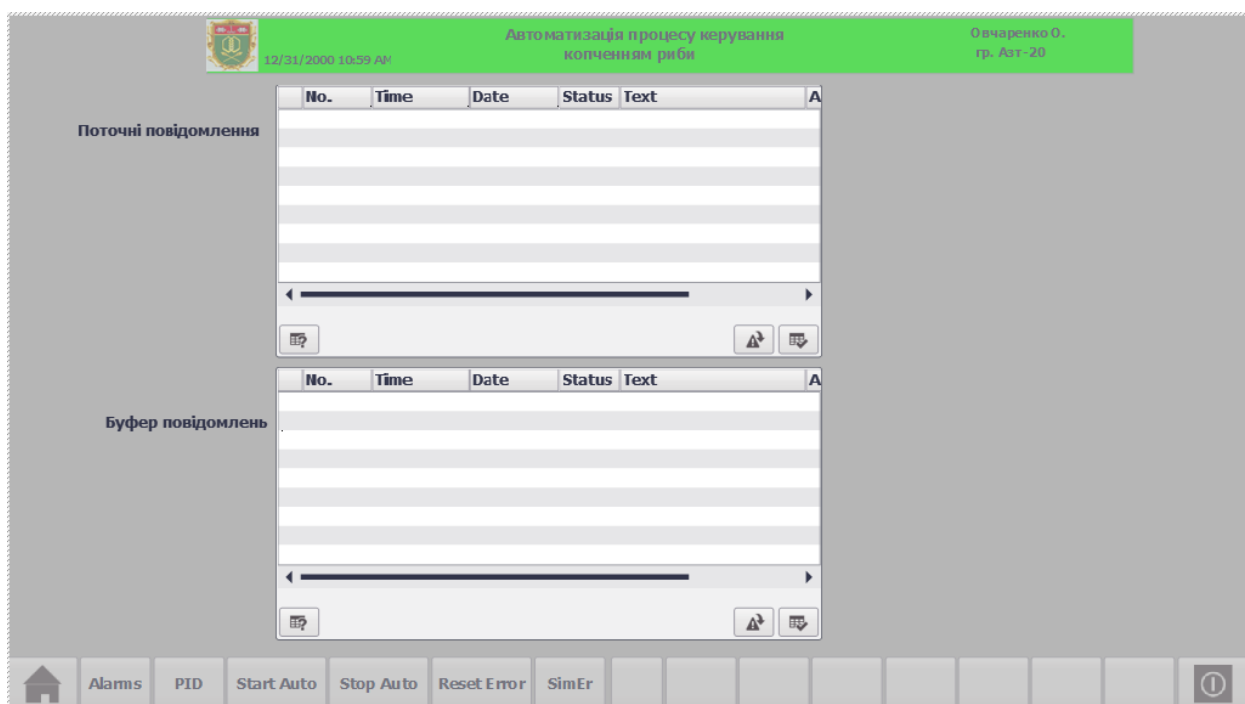 Автоматизація процесу керування
копченням риби
Овчаренко О.
гр. Азт-20
12/31/2000 10:59 AM
No. Time Date Status Text A
Поточні повідомлення
No. Time Date Status Text A
Буфер повідомлень
Alarms PID Start Auto Stop Auto Reset Error SimEr